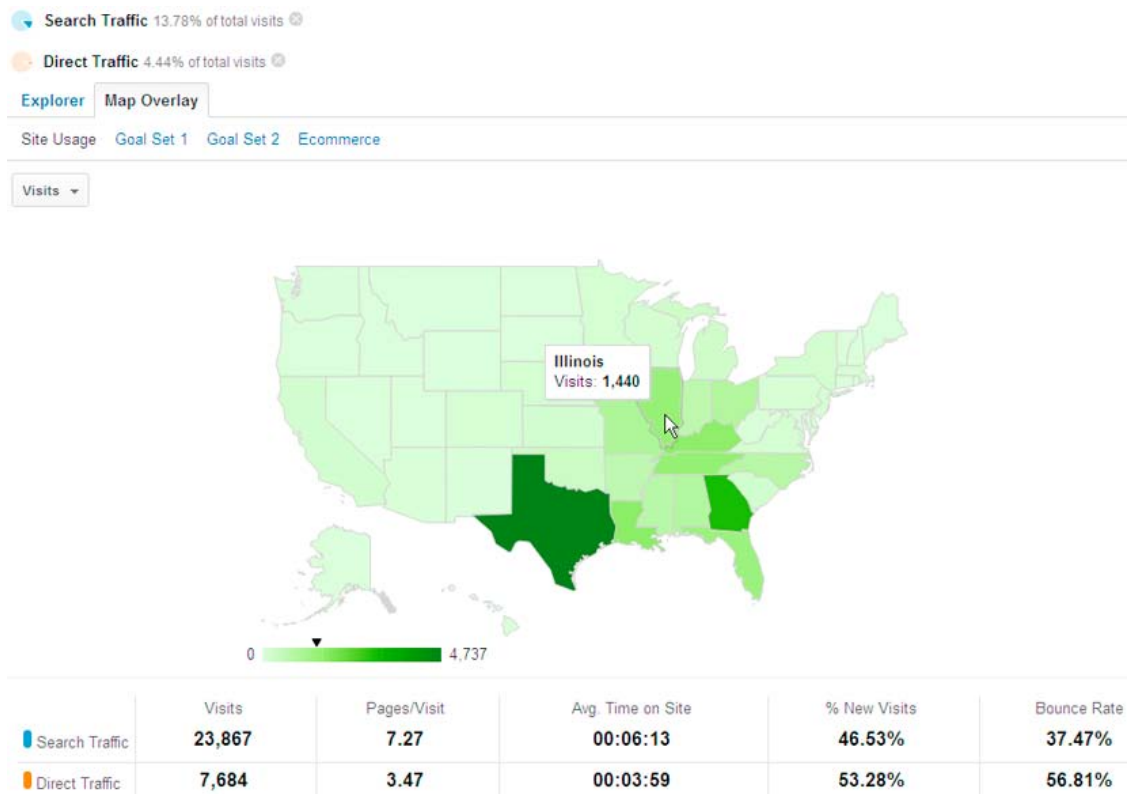 Search Traffic 13.78% of total visits
Direct Traffic 4.44% of total visits
Explorer Map Overlay
Site Usage Goal Set 1 Goal Set 2 Ecommerce
Visits
Illinois
Visits: 1,440
0 4,737
Visits Pages/Visit Avg. Time on Site % New Visits Bounce Rate
Search Traffic 23,867 7.27 00:06:13 46.53% 37.47%
Direct Traffic 7,684 3.47 00:03:59 53.28% 56.81%